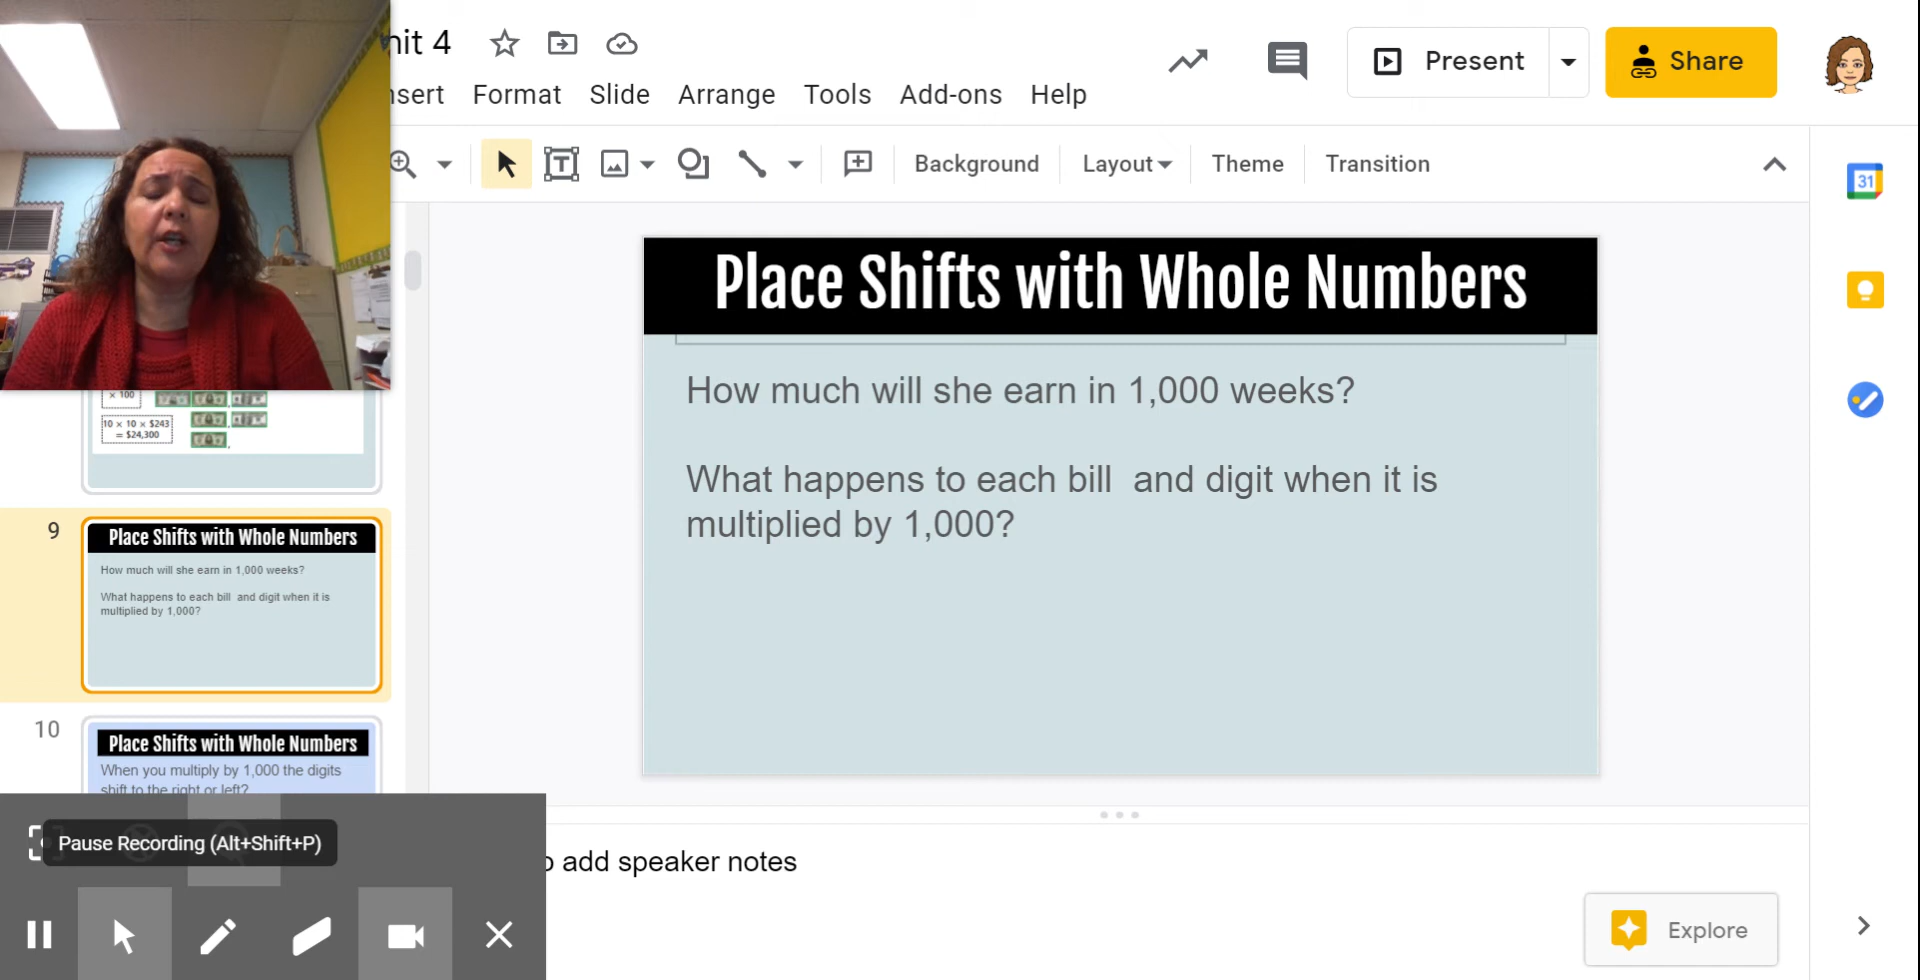 nit 4
Present
Share
nsert Format Slide Arrange Tools Add-ons Help
Background Layout Theme Transition
31
Place Shifts with Whole Numbers
How much will she earn in 1,000 weeks?
What happens to each bill and digit when it is
multiplied by 1,000?
× 100
10 × 10 × $243
= $24,300
9
Place Shifts with Whole Numbers
How much will she earn in 1,000 weeks?
What happens to each bill and digit when it is
multiplied by 1,000?
10
Place Shifts with Whole Numbers
When you multiply by 1,000 the digits
shift to the right or left?
Pause Recording (Alt+Shift+P)
o add speaker notes
Explore